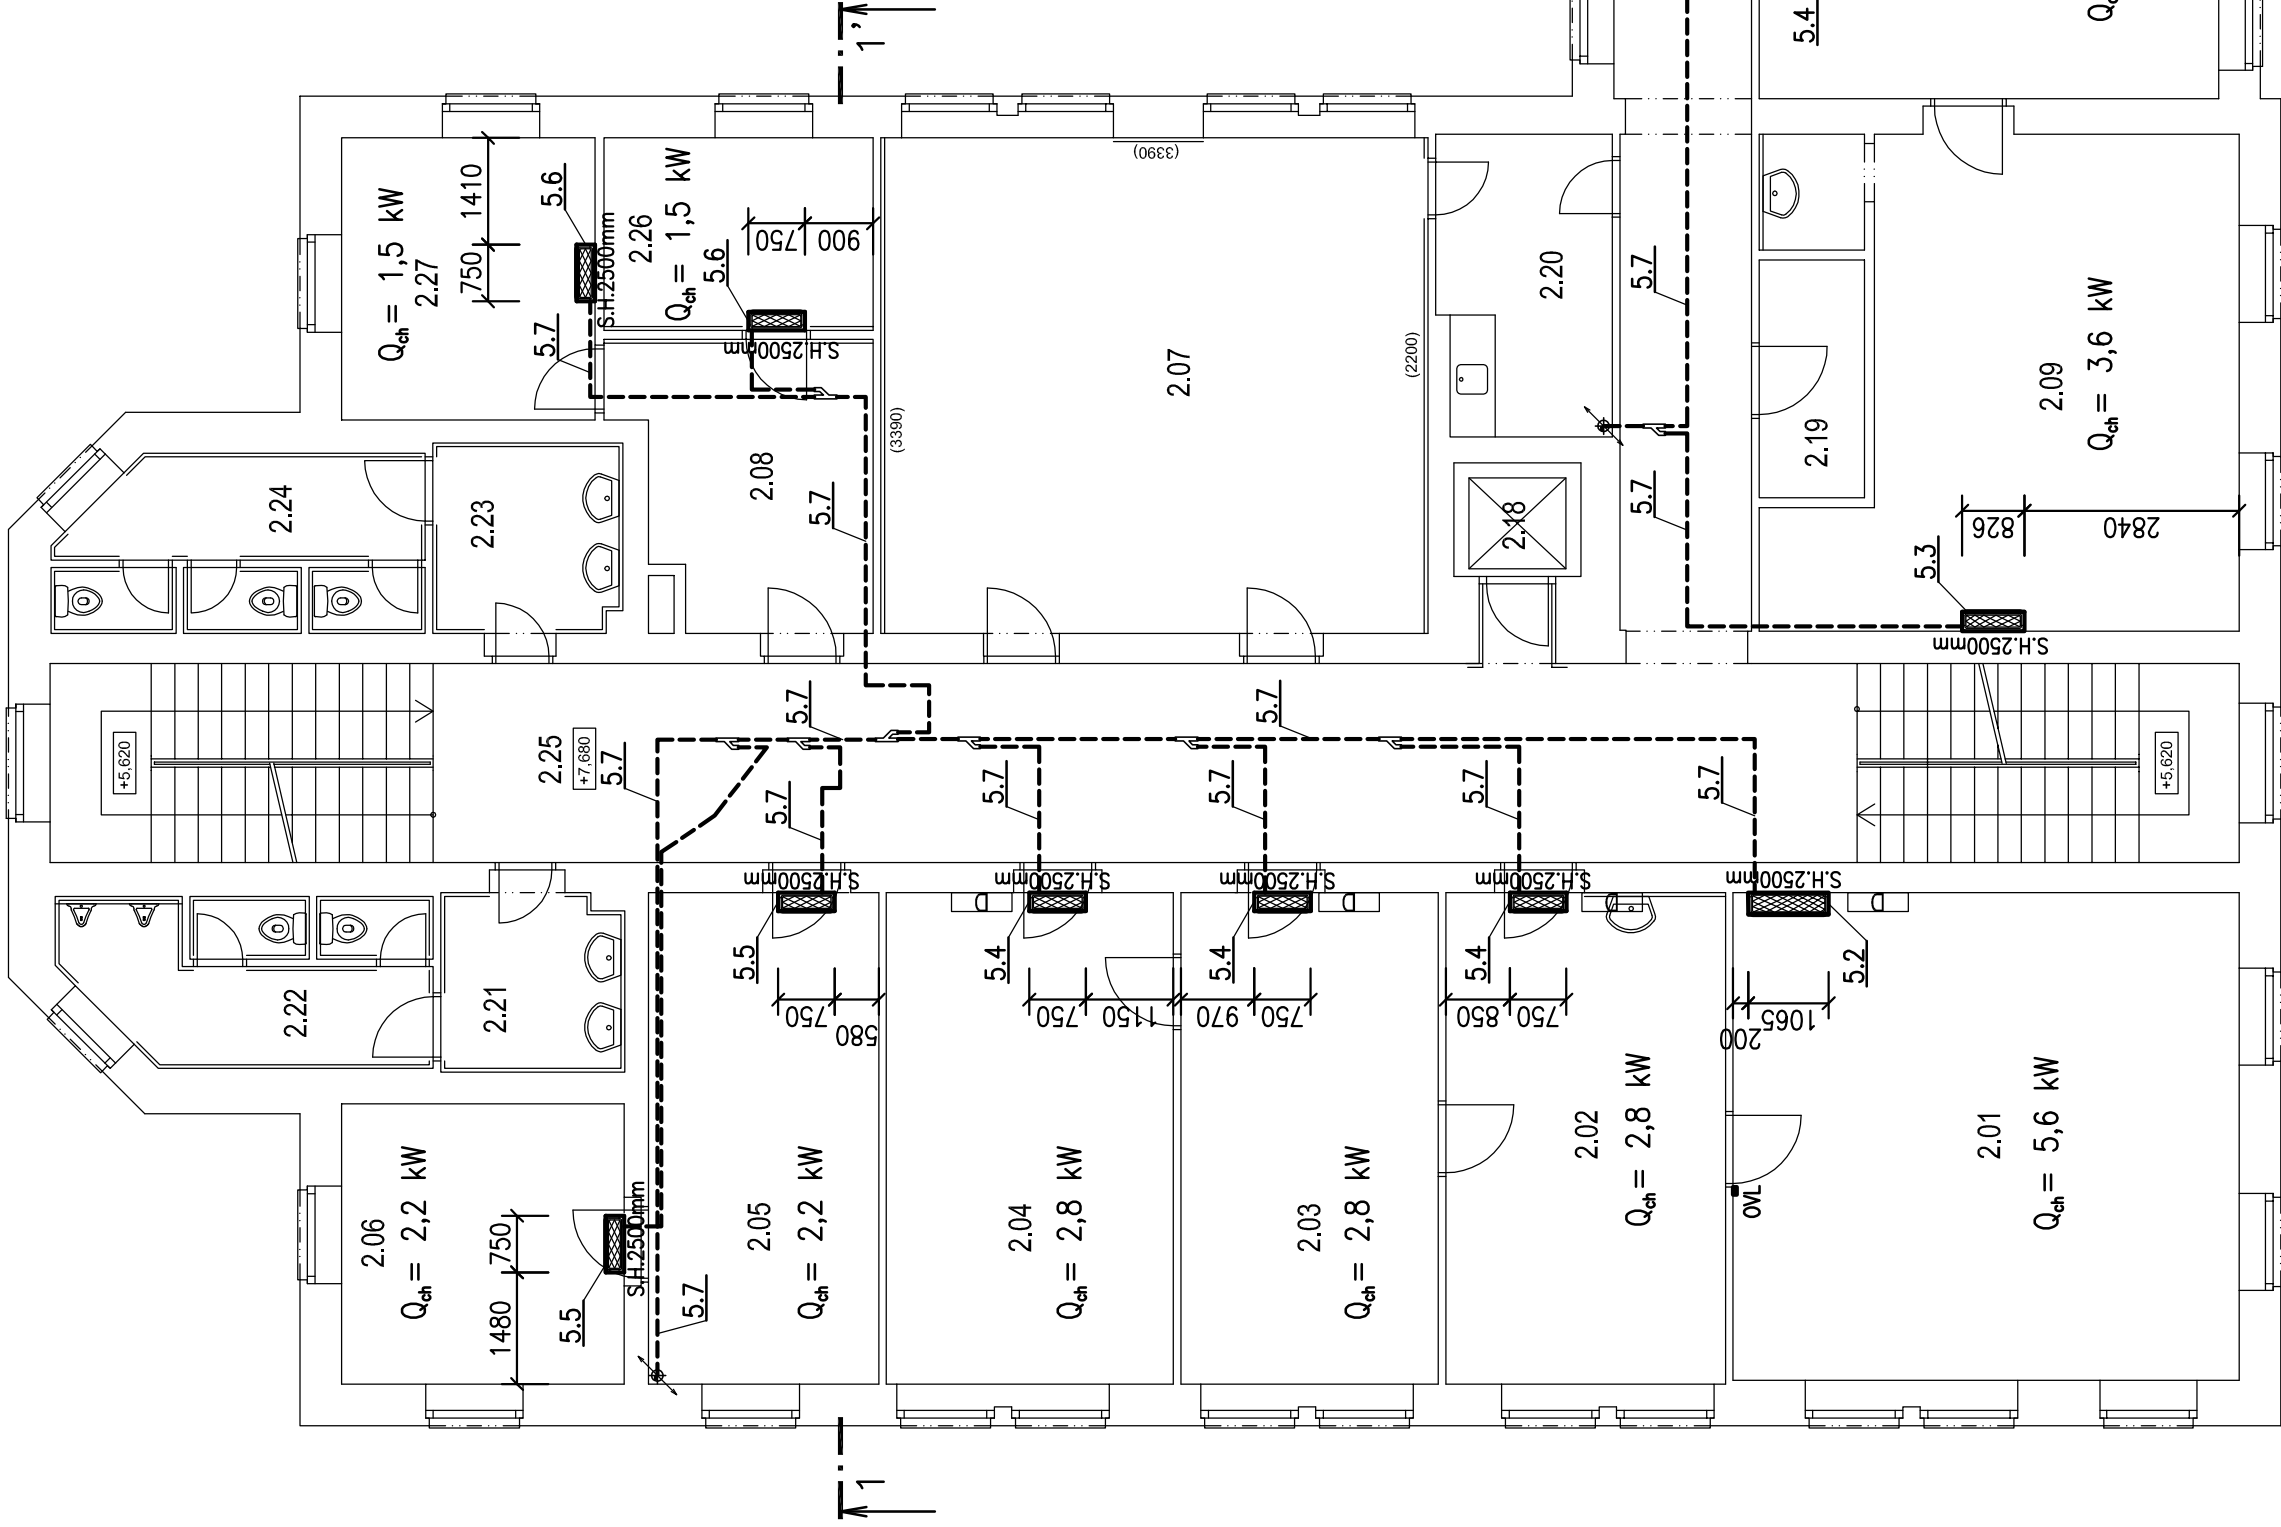 1'
5.4
Qch
Qch= 1,5 kW
2.27
1410
750
5.6
S.H.2500mm
5.7
2.26
Qch= 1,5 kW
5.6
750
900
S.H.2500mm
(3390)
2.07
(2200)
(3390)
2.20
5.7
2.09
Qch= 3,6 kW
2.19
2.24
2.23
2.08
5.7
2.18
5.7
826
2840
5.3
S.H.2500mm
+5,620
2.25
+7,680
5.7
5.7
5.7
5.7
5.7
5.7
5.7
5.7
+5,620
S.H.2500mm
S.H.2500mm
S.H.2500mm
S.H.2500mm
S.H.2500mm
D
D
D
D
5.5
5.4
5.4
5.4
5.2
2.22
2.21
750
580
750
1150
970
750
850
750
200
1065
2.06
Qch= 2,2 kW
750
1480
5.5
S.H.2500mm
5.7
2.05
Qch= 2,2 kW
2.04
Qch= 2,8 kW
2.03
Qch= 2,8 kW
2.02
Qch= 2,8 kW
OVL
2.01
Qch= 5,6 kW
1